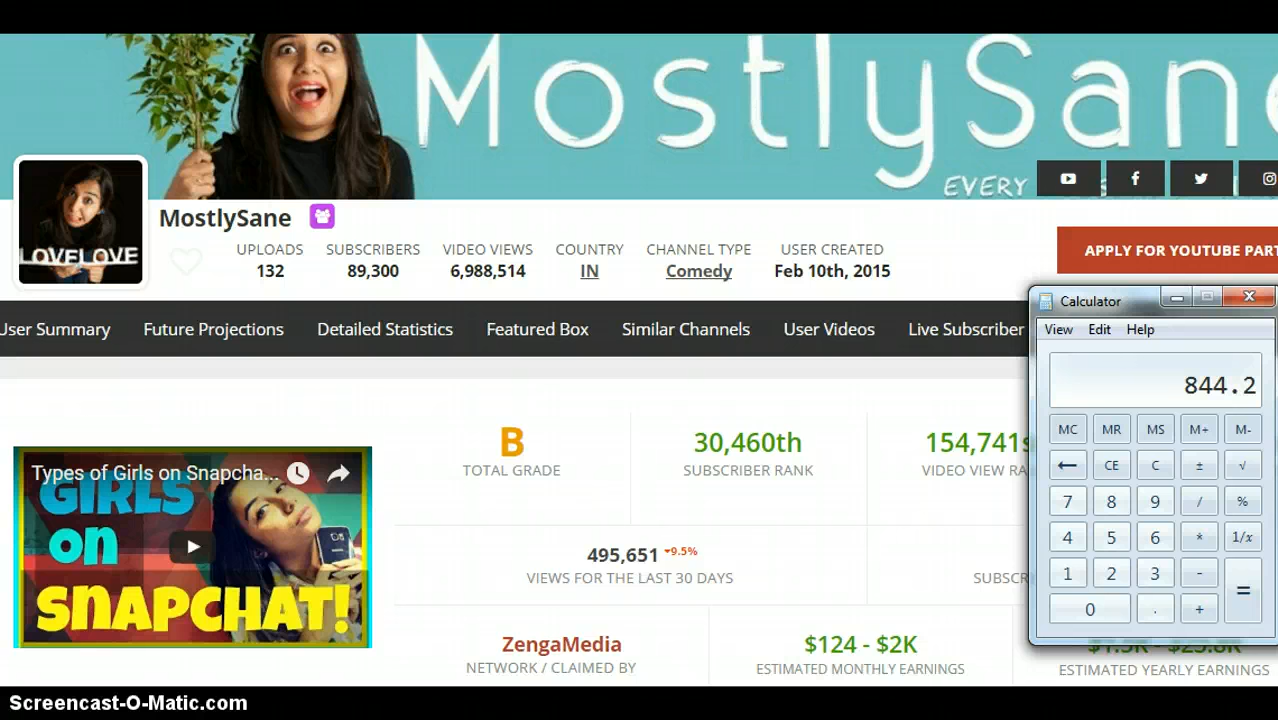 MostlySane
EVERY
LOVELOVE
MostlySane
UPLOADS SUBSCRIBERS VIDEO VIEWS COUNTRY CHANNEL TYPE USER CREATED
132 89,300 6,988,514 IN Comedy Feb 10th, 2015
APPLY FOR YOUTUBE PART
User Summary Future Projections Detailed Statistics Featured Box Similar Channels User Videos Live Subscriber
Calculator
View Edit Help
844.2
MC MR MS M+ M-
← CE C ± √
7 8 9 / %
4 5 6 * 1/x
1 2 3 - =
0 . +
Types of Girls on Snapcha...
GIRLS
on
SNAPCHAT!
B 30,460th 154,741s
TOTAL GRADE SUBSCRIBER RANK VIDEO VIEW RA
495,651 -9.5%
VIEWS FOR THE LAST 30 DAYS SUBSCR
ZengaMedia $124 - $2K
NETWORK / CLAIMED BY ESTIMATED MONTHLY EARNINGS ESTIMATED YEARLY EARNINGS
Screencast-O-Matic.com